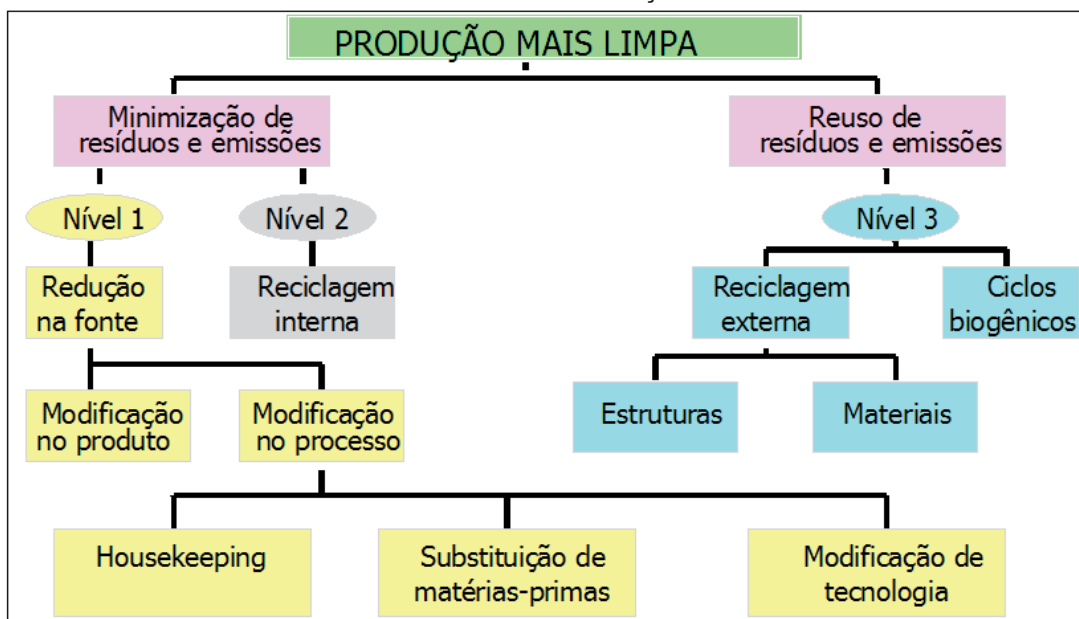 PRODUÇÃO MAIS LIMPA
Minimização de
resíduos e emissões
Reuso de
resíduos e emissões
Nível 1
Nível 2
Nível 3
Redução
na fonte
Reciclagem
interna
Reciclagem
externa
Ciclos
biogênicos
Modificação
no produto
Modificação
no processo
Estruturas
Materiais
Housekeeping
Substituição de
matérias-primas
Modificação de
tecnologia